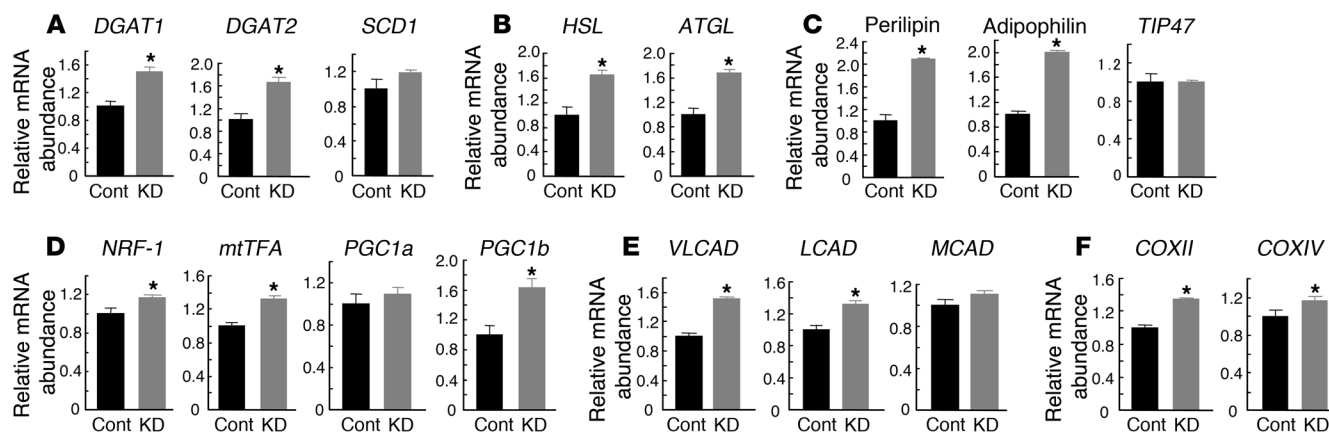 A
DGAT1
DGAT2
SCD1
Relative mRNA
abundance
1.6
1.2
0.8
0.4
0
*
Cont KD
2.0
1.6
1.2
0.8
0.4
0
*
Cont KD
1.2
0.8
0.4
0
Cont KD
B
HSL
ATGL
Relative mRNA
abundance
2.0
1.6
1.2
0.8
0.4
0
*
Cont KD
2.0
1.6
1.2
0.8
0.4
0
*
Cont KD
C
Perilipin
Adipophilin
TIP47
Relative mRNA
abundance
2.4
2.0
1.6
1.2
0.8
0.4
0
*
Cont KD
2.0
1.6
1.2
0.8
0.4
0
*
Cont KD
1.2
0.8
0.4
0
Cont KD
D
NRF-1
mtTFA
PGC1a
PGC1b
Relative mRNA
abundance
1.2
0.8
0.4
0
*
Cont KD
1.6
1.2
0.8
0.4
0
*
Cont KD
1.2
0.8
0.4
0
Cont KD
2.0
1.6
1.2
0.8
0.4
0
*
Cont KD
E
VLCAD
LCAD
MCAD
Relative mRNA
abundance
1.6
1.2
0.8
0.4
0
*
Cont KD
1.6
1.2
0.8
0.4
0
*
Cont KD
1.2
0.8
0.4
0
Cont KD
F
COXII
COXIV
Relative mRNA
abundance
1.6
1.2
0.8
0.4
0
*
Cont KD
1.2
0.8
0.4
0
*
Cont KD